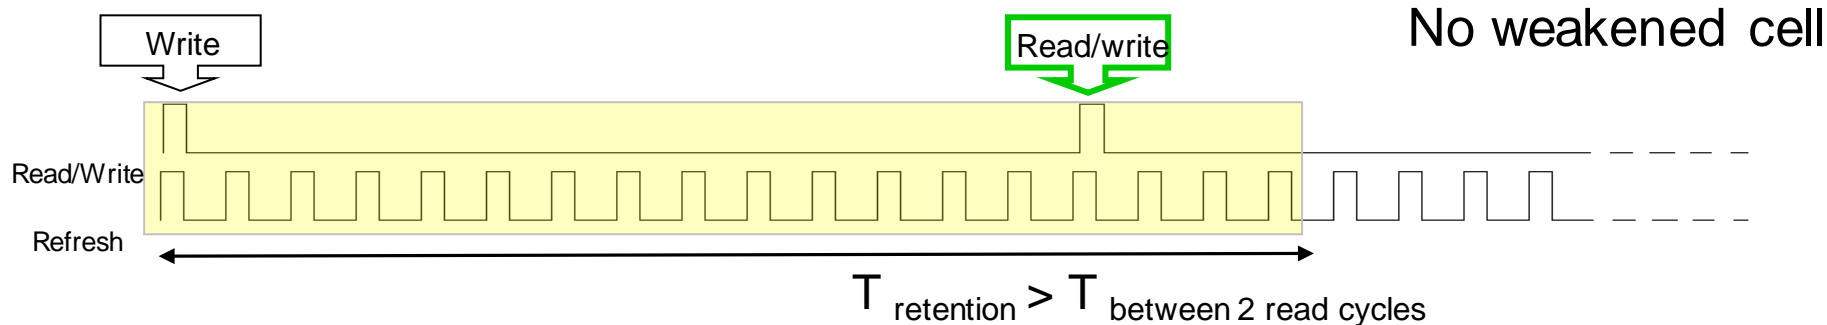 No weakened cell
Write
Read/write
Read/Write
Refresh
T retention > T between 2 read cycles